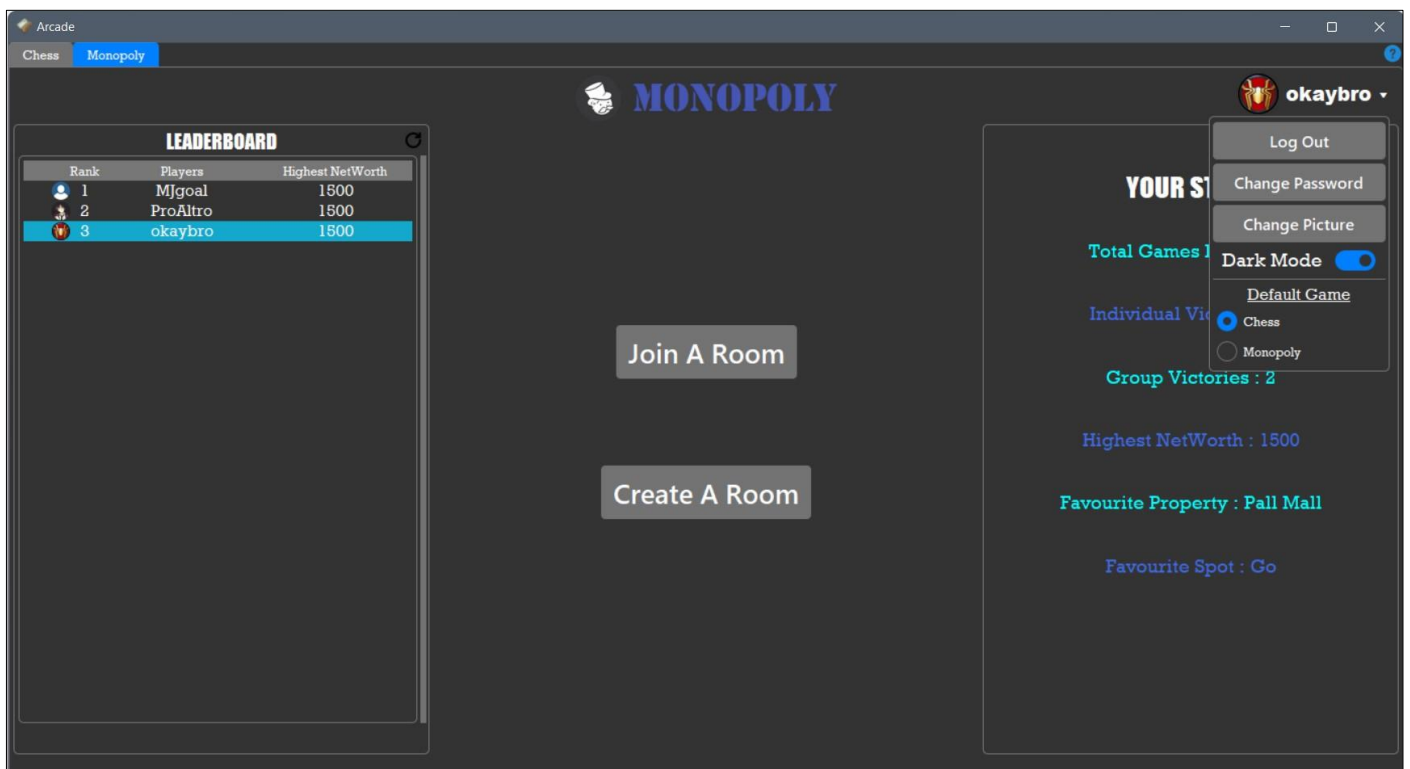 Arcade
Chess Monopoly ?
MONOPOLY
okaybro
LEADERBOARD
Rank Players Highest NetWorth
1 MJgoal 1500
2 ProAltro 1500
3 okaybro 1500
Join A Room
Create A Room
Log Out
Change Password
Change Picture
Dark Mode
Default Game
Chess
Monopoly
YOUR
Total Games
Individual
Group Victories : 2
Highest NetWorth : 1500
Favourite Property : Pall Mall
Favourite Spot : Go